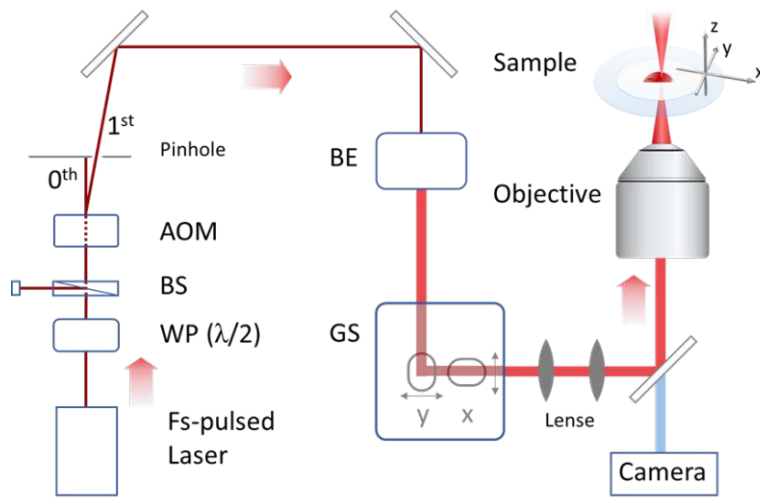 Sample
z
y
x
1st
Pinhole
0th
BE
Objective
AOM
BS
GS
WP (λ/2)
y
x
Lense
Fs-pulsed
Laser
Camera